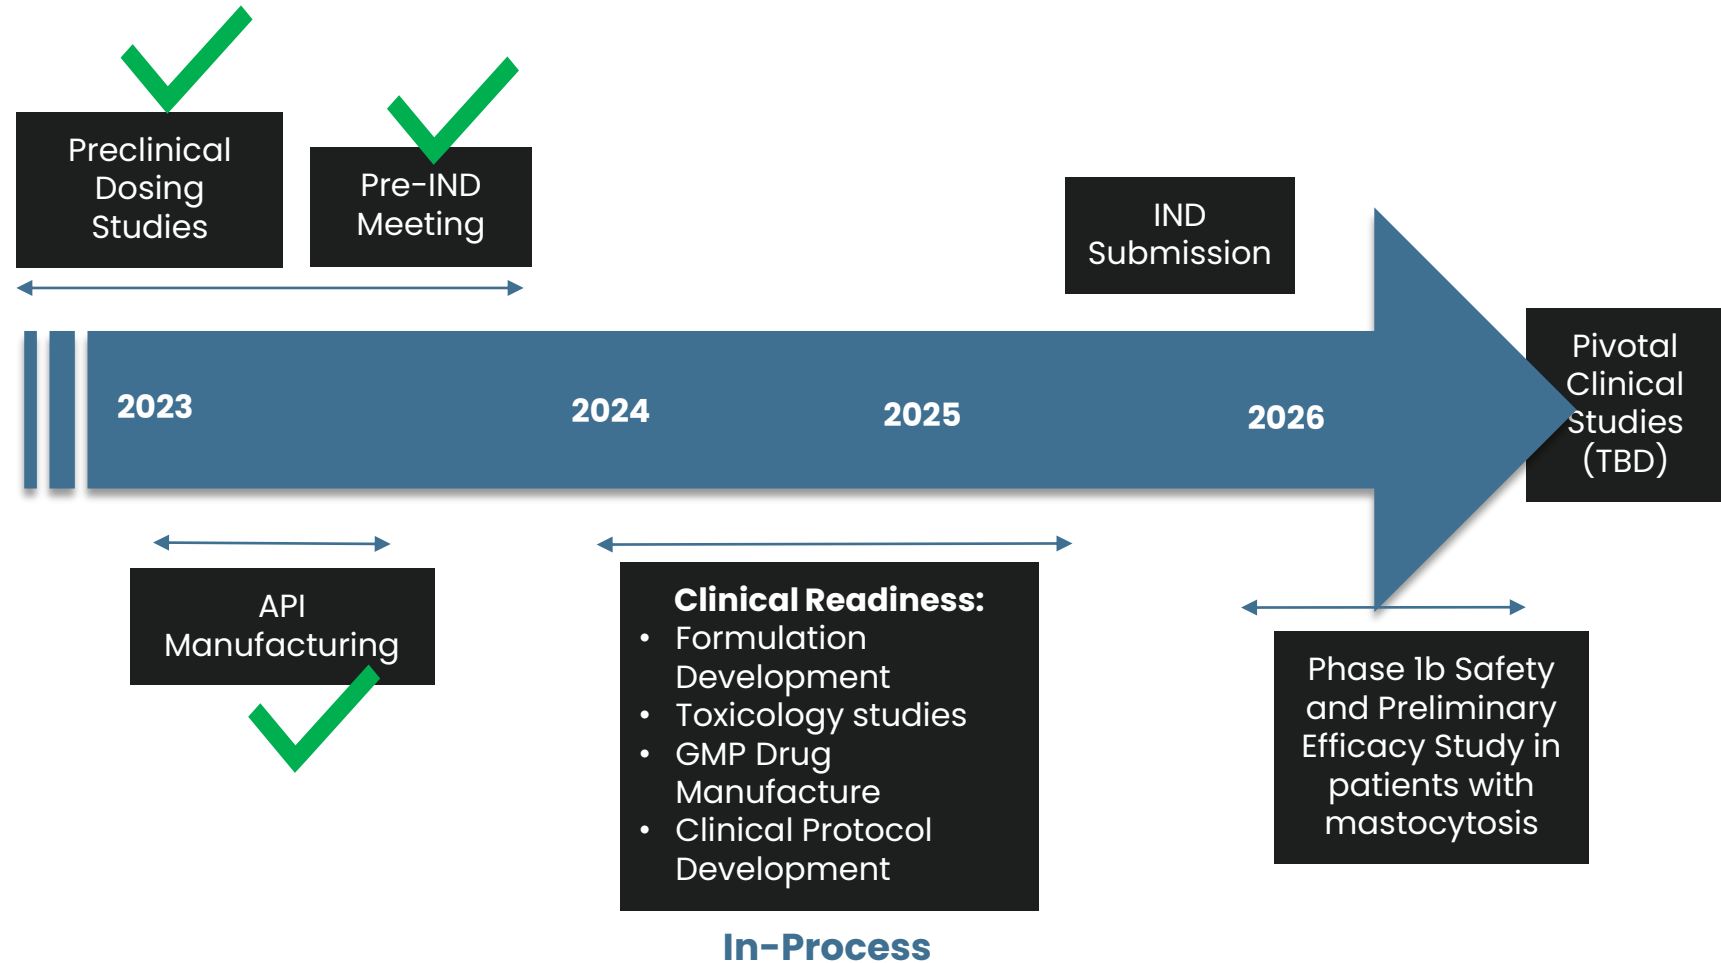 Preclinical
Dosing
Studies
Pre-IND
Meeting
IND
Submission
Pivotal
Clinical
Studies
(TBD)
2023
2024
2025
2026
API
Manufacturing
Clinical Readiness:
• Formulation
Development
• Toxicology studies
• GMP Drug
Manufacture
• Clinical Protocol
Development
In-Process
Phase 1b Safety
and Preliminary
Efficacy Study in
patients with
mastocytosis